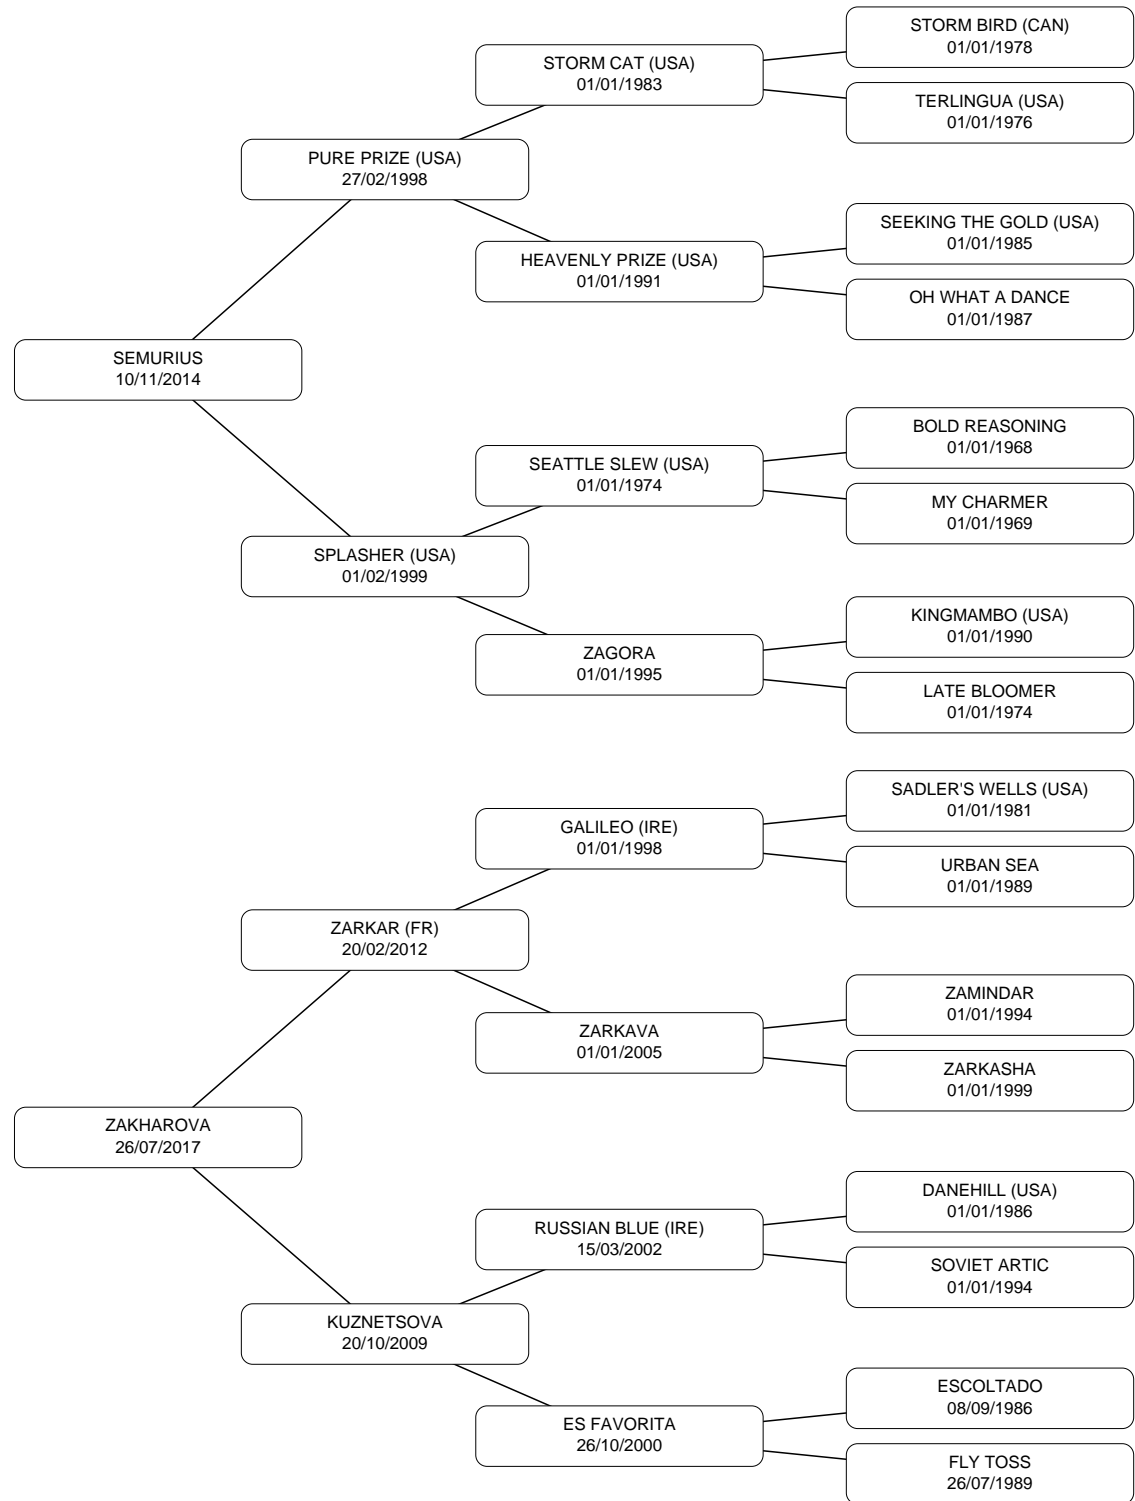 STORM BIRD (CAN)
01/01/1978
STORM CAT (USA)
01/01/1983
TERLINGUA (USA)
01/01/1976
PURE PRIZE (USA)
27/02/1998
SEEKING THE GOLD (USA)
01/01/1985
HEAVENLY PRIZE (USA)
01/01/1991
OH WHAT A DANCE
01/01/1987
SEMURIUS
10/11/2014
BOLD REASONING
01/01/1968
SEATTLE SLEW (USA)
01/01/1974
MY CHARMER
01/01/1969
SPLASHER (USA)
01/02/1999
KINGMAMBO (USA)
01/01/1990
ZAGORA
01/01/1995
LATE BLOOMER
01/01/1974
SADLER'S WELLS (USA)
01/01/1981
GALILEO (IRE)
01/01/1998
URBAN SEA
01/01/1989
ZARKAR (FR)
20/02/2012
ZAMINDAR
01/01/1994
ZARKAVA
01/01/2005
ZARKASHA
01/01/1999
ZAKHAROVA
26/07/2017
DANEHILL (USA)
01/01/1986
RUSSIAN BLUE (IRE)
15/03/2002
SOVIET ARTIC
01/01/1994
KUZNETSOVA
20/10/2009
ESCOLTADO
08/09/1986
ES FAVORITA
26/10/2000
FLY TOSS
26/07/1989